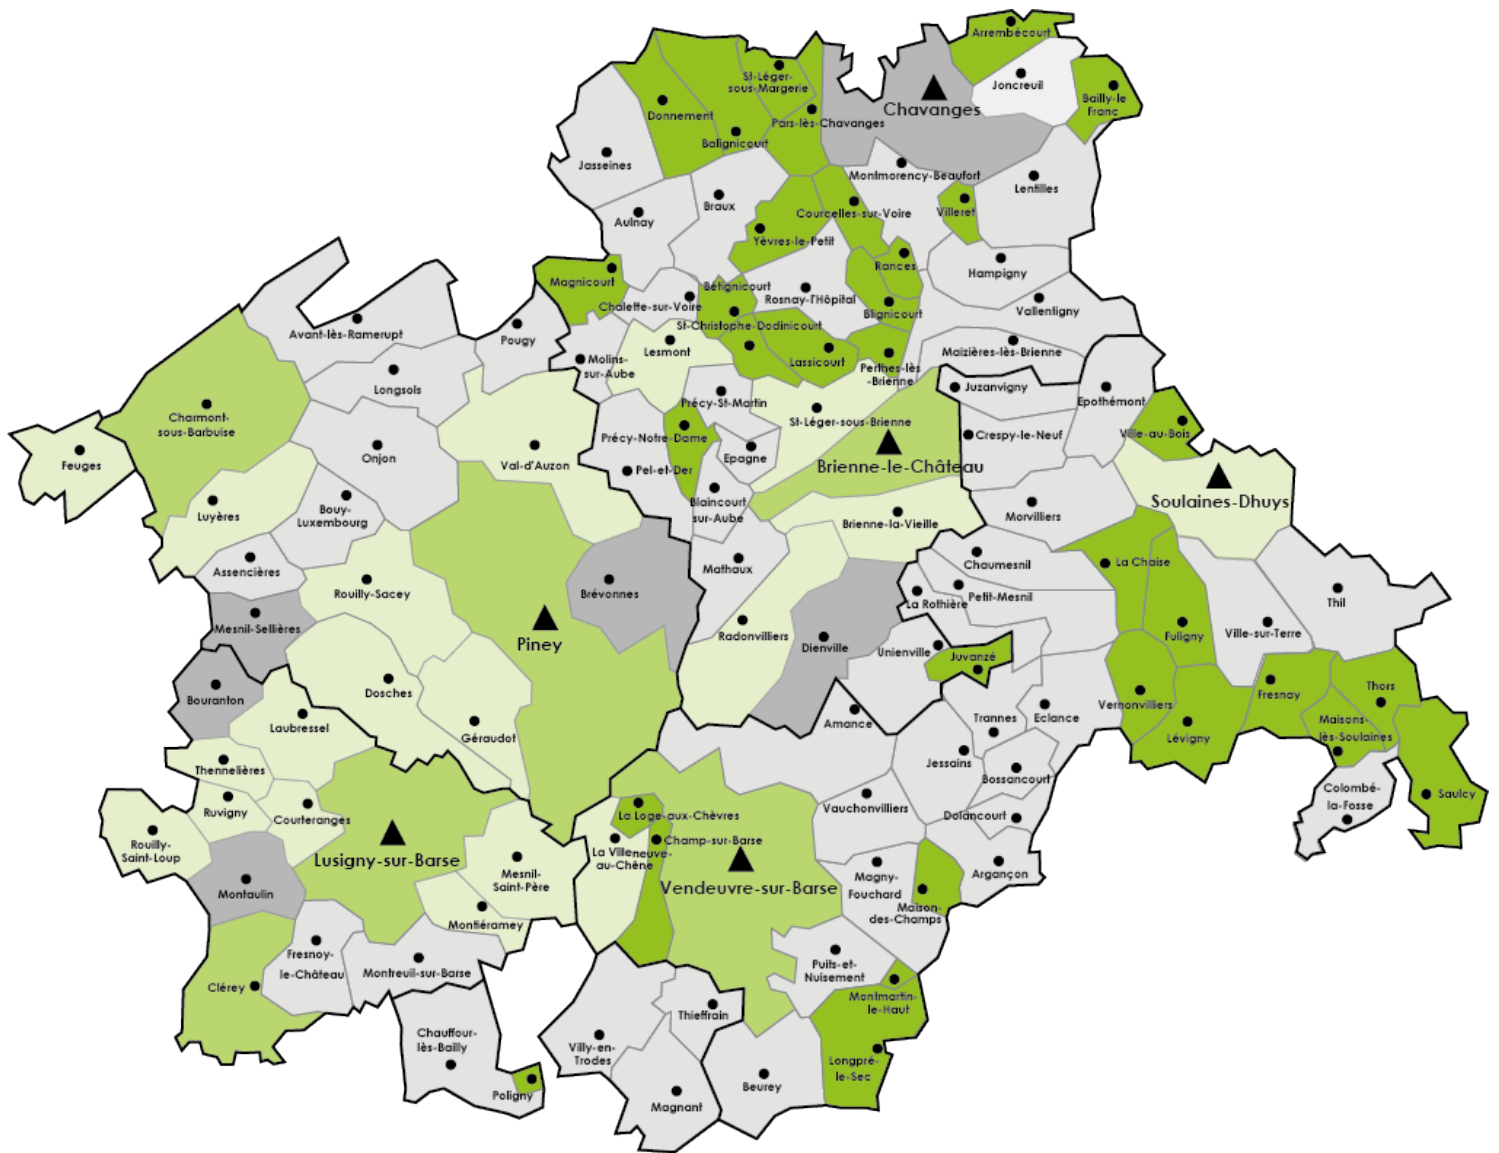 Arrembécourt
St-Léger-
sous-Margerie
Joncreuil
Bailly-le
Franc
Donnement
Pars-lès-Chavanges
Chavanges
Balignicourt
Jasseines
Montmorency-Beaufort
Lentilles
Braux
Courcelles-sur-Voire
Villeret
Aulnay
Yèvres-le-Petit
Rances
Hampigny
Magnicourt
Bétignicourt
Rosnay-l'Hôpital
Chalette-sur-Voire
Blignicourt
Vallentigny
Avant-lès-Ramerupt
Pougy
St-Christophe-Dodinicourt
Lesmont
Maizières-lès-Brienne
Molins-
sur-Aube
Lassicourt
Perthes-lès
-Brienne
Longsols
Juzanvigny
Epothémont
Précy-St-Martin
Charmont-
sous-Barbuise
St-Léger-sous-Brienne
Ville-au-Bois
Précy-Notre-Dame
Crespy-le-Neuf
Feuges
Onjon
Val-d'Auzon
Epagne
Pel-et-Der
Brienne-le-Château
Soulaines-Dhuys
Luyères
Bouy-
Luxembourg
Blaincourt
sur-Aube
Brienne-la-Vieille
Morvilliers
Assencières
Mathaux
Chaumesnil
La Chaise
Rouilly-Sacey
Brévonnes
La Rothière
Petit-Mesnil
Thil
Mesnil-Sellières
Piney
Radonvilliers
Dienville
Unienville
Fuligny
Ville-sur-Terre
Juvanzé
Bouranton
Dosches
Vernonvilliers
Fresnay
Thors
Laubressel
Géraudot
Amance
Trannes
Eclance
Lévigny
Maisons-
lès-Soulaines
Thennelières
Jessains
Bossancourt
Colombé-
la-Fosse
Saulcy
Ruvigny
Courteranges
La Loge-aux-Chèvres
Vauchonvilliers
Dolancourt
Rouilly-
Saint-Loup
Lusigny-sur-Barse
La Villeneuve-
au-Chêne
Champ-sur-Barse
Mesnil-
Saint-Père
Vendeuvre-sur-Barse
Magny-
Fouchard
Argançon
Montaulin
Maison-
des-Champs
Montiéramey
Fresnoy-
le-Château
Montreuil-sur-Barse
Puits-et-
Nuisement
Clérey
Montmartin-
le-Haut
Thieffrain
Chauffour-
lès-Bailly
Villy-en-
Trodes
Longpré-
le-Sec
Poligny
Magnant
Beurey